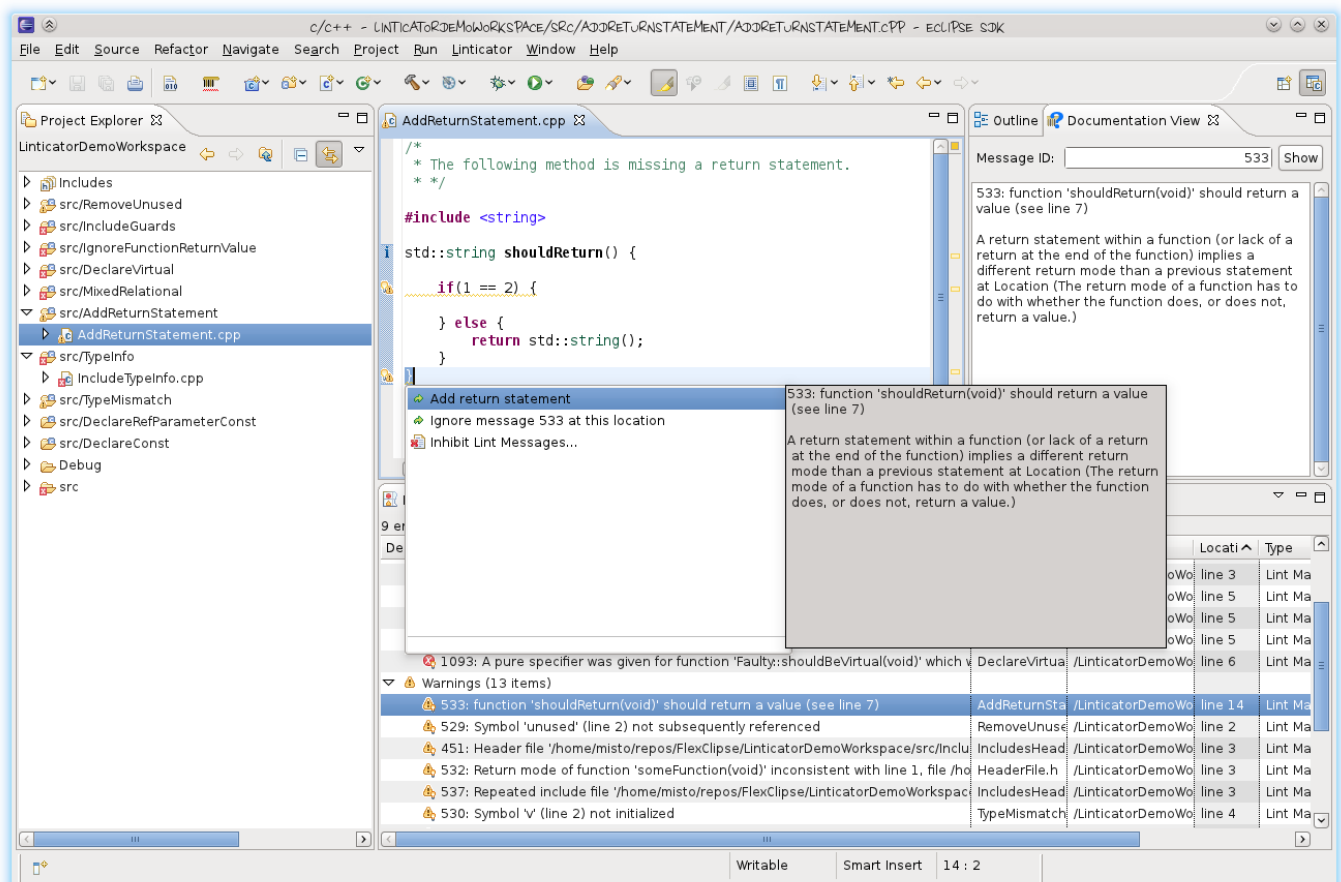 C/C++ - LINTICATORDEMOWORKSPACE/SRC/ADDRETURNSTATEMENT/ADDRETURNSTATEMENT.CPP - ECLIPSE SDK
File Edit Source Refactor Navigate Search Project Run Linticator Window Help
Project Explorer
LinticatorDemoWorkspace
Includes
src/RemoveUnused
src/IncludeGuards
src/IgnoreFunctionReturnValue
src/DeclareVirtual
src/MixedRelational
src/AddReturnStatement
AddReturnStatement.cpp
src/TypeInfo
IncludeTypeInfo.cpp
src/TypeMismatch
src/DeclareRefParameterConst
src/DeclareConst
Debug
src
AddReturnStatement.cpp
/*
* The following method is missing a return statement.
* */
#include <string>
std::string shouldReturn() {
if(1 == 2) {
} else {
return std::string();
}
}
Add return statement
Ignore message 533 at this location
Inhibit Lint Messages...
533: function 'shouldReturn(void)' should return a value
(see line 7)
A return statement within a function (or lack of a return
at the end of the function) implies a different return
mode than a previous statement at Location (The return
mode of a function has to do with whether the function
does, or does not, return a value.)
Outline Documentation View
Message ID: 533 Show
533: function 'shouldReturn(void)' should return a
value (see line 7)
A return statement within a function (or lack of a
return at the end of the function) implies a
different return mode than a previous statement
at Location (The return mode of a function has to
do with whether the function does, or does not,
return a value.)
9 er
De Locati Type
oWo line 3 Lint Ma
oWo line 5 Lint Ma
oWo line 5 Lint Ma
oWo line 5 Lint Ma
1093: A pure specifier was given for function 'Faulty::shouldBeVirtual(void)' which DeclareVirtua /LinticatorDemoWo line 6 Lint Ma
Warnings (13 items)
533: function 'shouldReturn(void)' should return a value (see line 7) AddReturnSta /LinticatorDemoWo line 14 Lint Ma
529: Symbol 'unused' (line 2) not subsequently referenced RemoveUnuse /LinticatorDemoWo line 2 Lint Ma
451: Header file '/home/misto/repos/FlexClipse/LinticatorDemoWorkspace/src/Inclu IncludesHead /LinticatorDemoWo line 3 Lint Ma
532: Return mode of function 'someFunction(void)' inconsistent with line 1, file /ho HeaderFile.h /LinticatorDemoWo line 3 Lint Ma
537: Repeated include file '/home/misto/repos/FlexClipse/LinticatorDemoWorkspac IncludesHead /LinticatorDemoWo line 3 Lint Ma
530: Symbol 'v' (line 2) not initialized TypeMismatch /LinticatorDemoWo line 4 Lint Ma
Writable Smart Insert 14 : 2